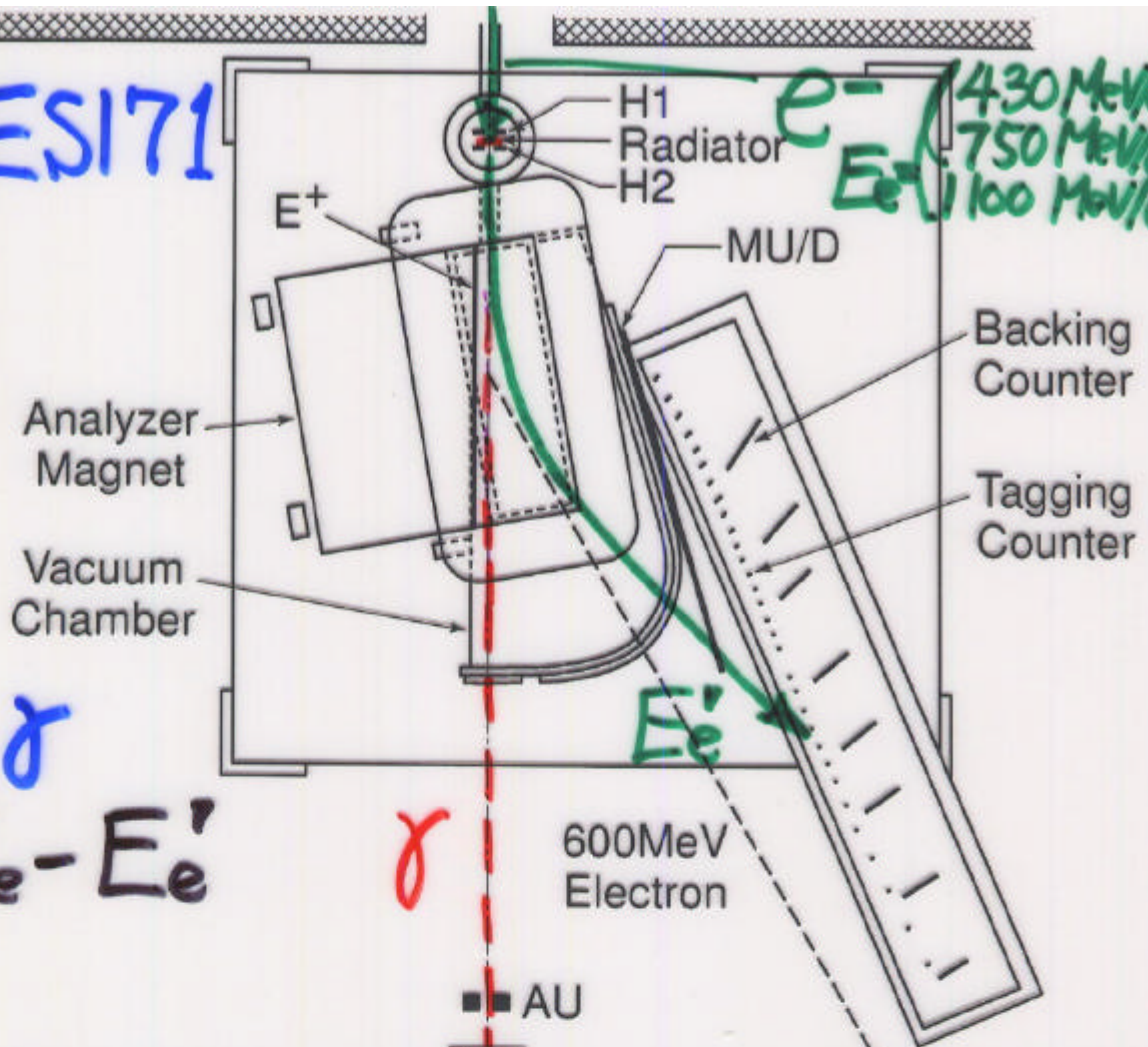 ES171
H1
Radiator
H2
e-
430 MeV/
750 MeV/
1100 MeV/
Ee=
E+
MU/D
Backing
Counter
Analyzer
Magnet
Tagging
Counter
Vacuum
Chamber
γ
Ee'
e - Ee'
γ
600MeV
Electron
AU